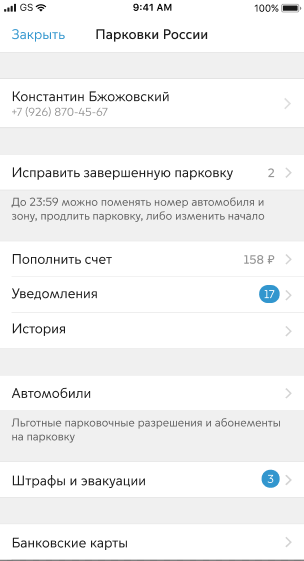 GS 9:41 AM 100%
Закрыть Парковки России
Константин Бжожовский
+7 (926) 870-45-67
Исправить завершенную парковку 2
До 23:59 можно поменять номер автомобиля и
зону, продлить парковку, либо изменить начало
Пополнить счет 158 ₽
Уведомления 17
История
Автомобили
Льготные парковочные разрешения и абонементы
на парковку
Штрафы и эвакуации 3
Банковские карты